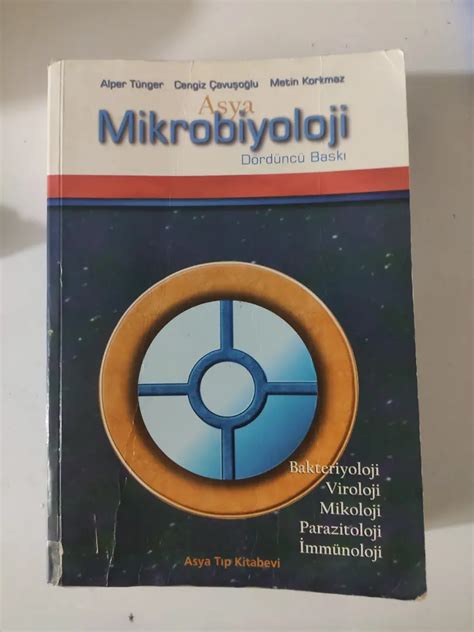 Alper Tünger Cengiz Çavuşoğlu Metin Korkmaz
Asya
Mikrobiyoloji
Dördüncü Baskı
Bakteriyoloji
Viroloji
Mikoloji
Parazitoloji
İmmünoloji
Asya Tıp Kitabevi